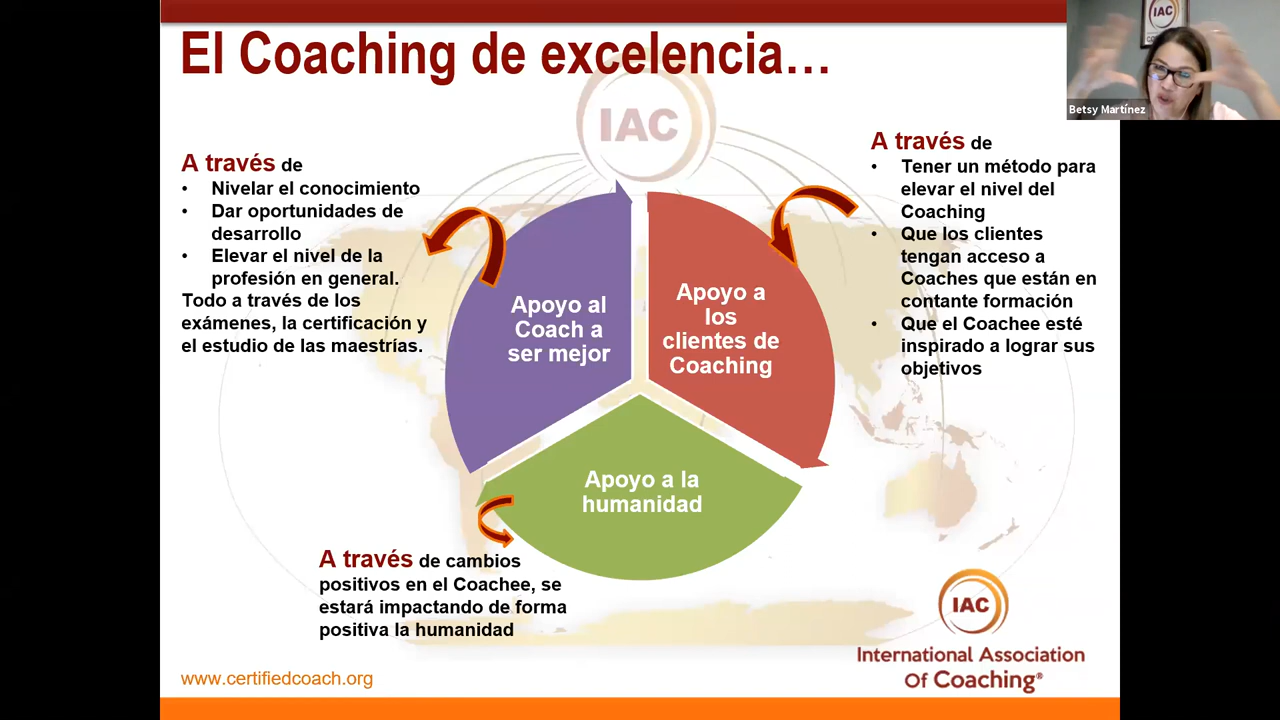 El Coaching de excelencia…
IAC
IAC
Betsy Martínez
A través de
• Nivelar el conocimiento
• Dar oportunidades de
desarrollo
• Elevar el nivel de la
profesión en general.
Todo a través de los
exámenes, la certificación y
el estudio de las maestrías.
A través de
• Tener un método para
elevar el nivel del
Coaching
• Que los clientes
tengan acceso a
Coaches que están en
contante formación
• Que el Coachee esté
inspirado a lograr sus
objetivos
Apoyo al
Coach a
ser mejor
Apoyo a
los
clientes de
Coaching
Apoyo a la
humanidad
A través de cambios
positivos en el Coachee, se
estará impactando de forma
positiva la humanidad
IAC
International Association
Of Coaching®
www.certifiedcoach.org